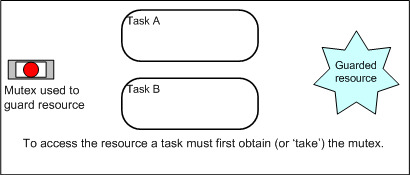 Task A
Guarded
resource
Mutex used to
guard resource
Task B
To access the resource a task must first obtain (or ‘take’) the mutex.